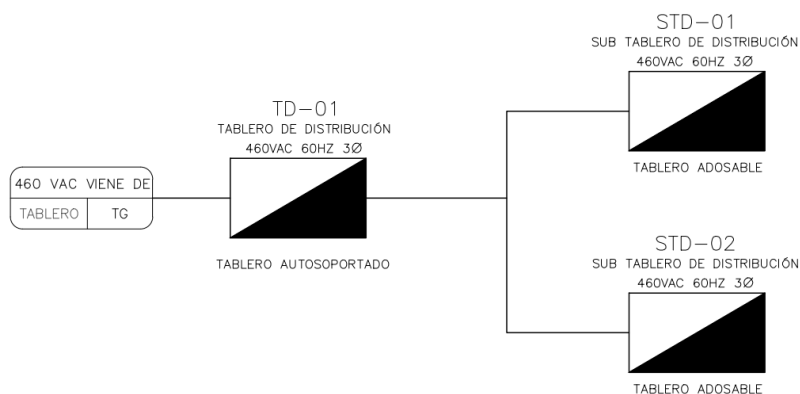 STD-01
SUB TABLERO DE DISTRIBUCIÓN
460VAC 60HZ 3Ø
TABLERO ADOSABLE
TD-01
TABLERO DE DISTRIBUCIÓN
460VAC 60HZ 3Ø
TABLERO AUTOSOPORTADO
460 VAC VIENE DE
TABLERO TG
STD-02
SUB TABLERO DE DISTRIBUCIÓN
460VAC 60HZ 3Ø
TABLERO ADOSABLE